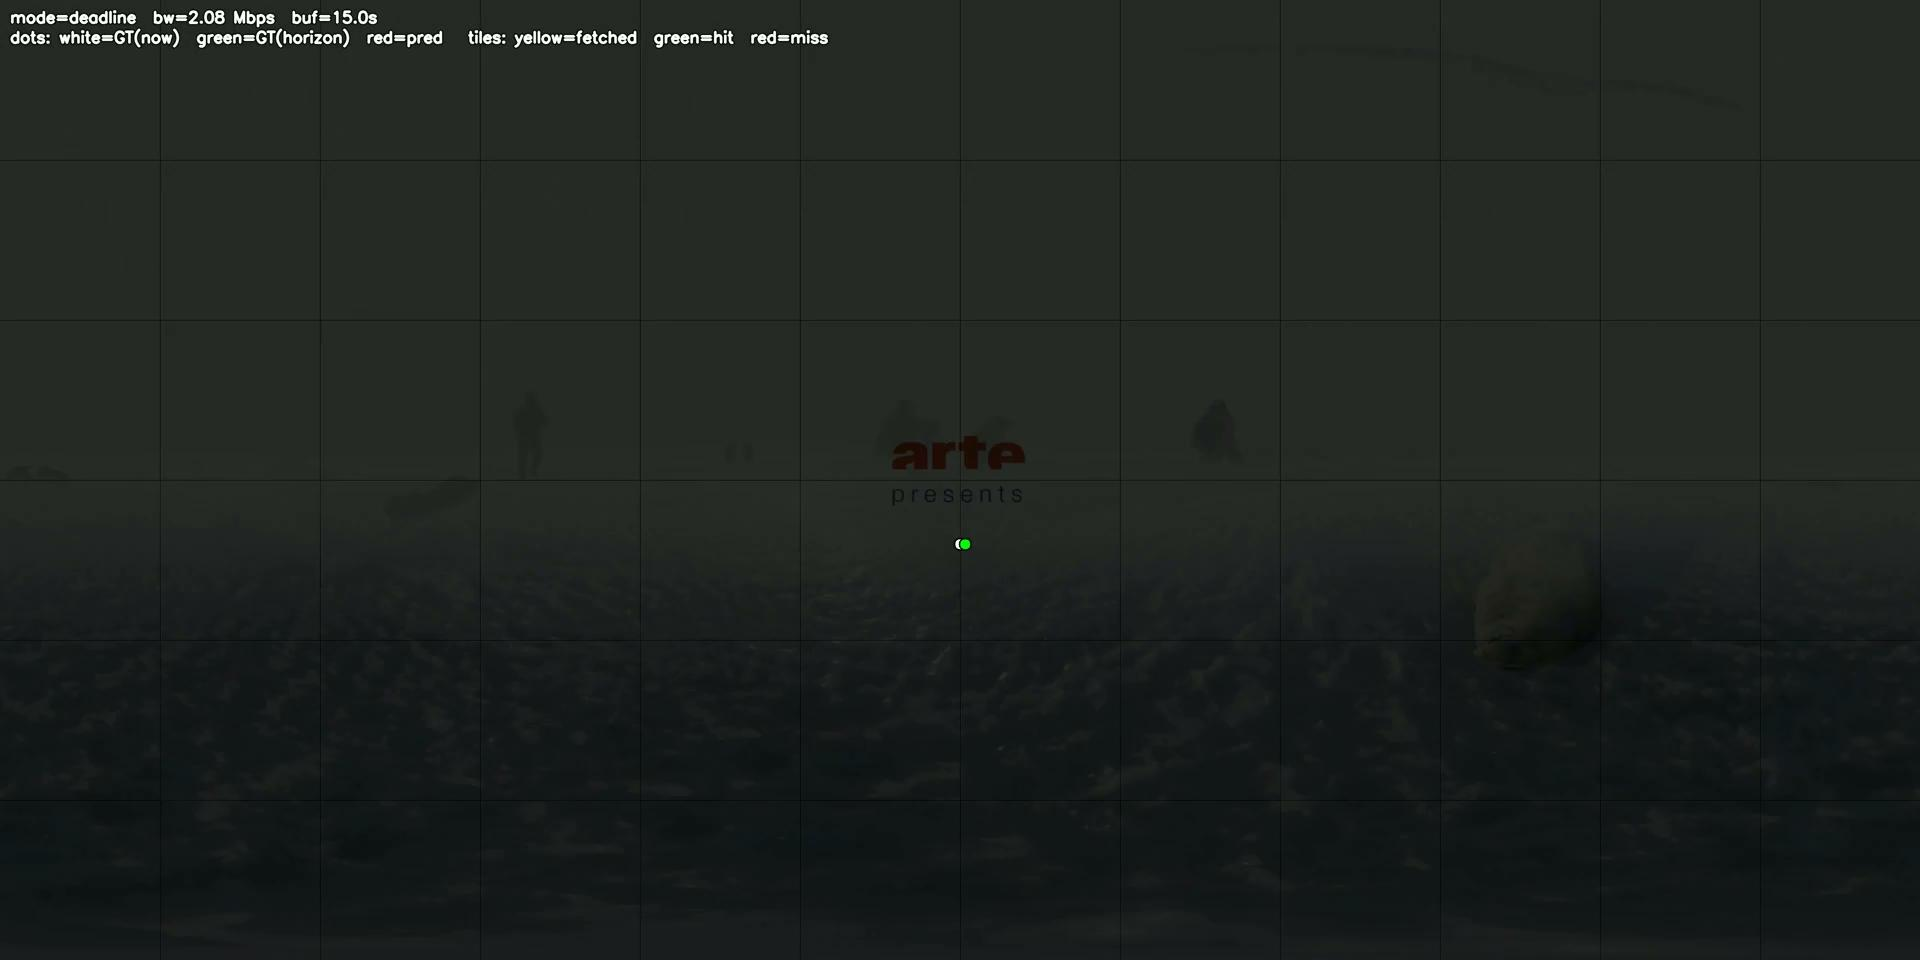 mode=deadline bw=2.08 Mbps buf=15.0s
dots: white=GT(now) green=GT(horizon) red=pred tiles: yellow=fetched green=hit red=miss
arte
presents